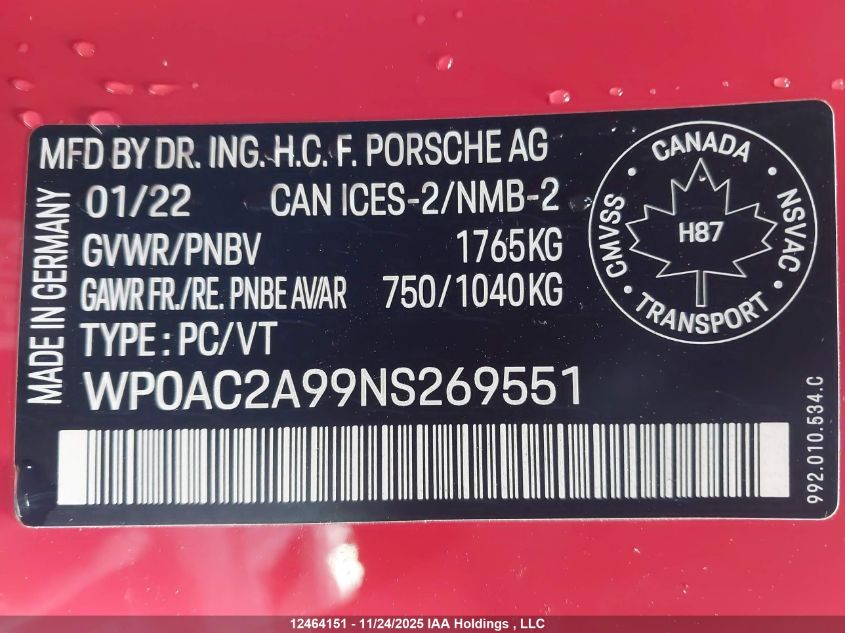 MFD BY DR. ING. H.C. F. PORSCHE AG
01/22 CAN ICES-2/NMB-2
GVWR/PNBV 1765KG
GAWR FR./RE. PNBE AV/AR 750/1040KG
TYPE: PC/VT
WP0AC2A99NS269551
MADE IN GERMANY
CANADA
CMVSS
NSVAC
H87
TRANSPORT
992.010.534.C
12464151 - 11/24/2025 IAA Holdings , LLC